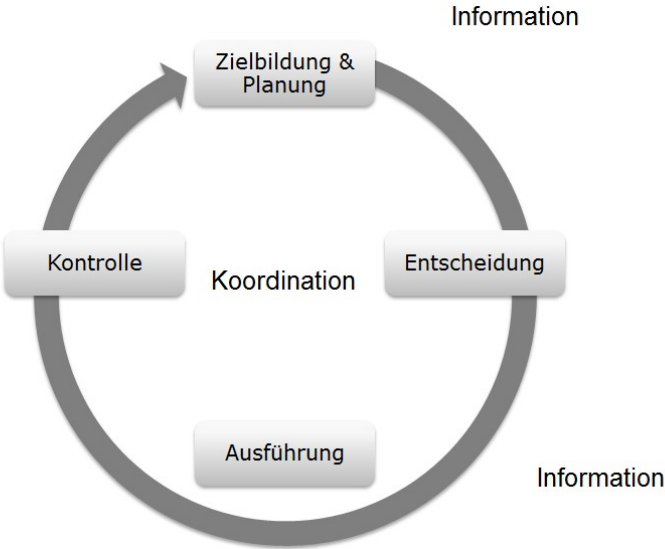 Information
Zielbildung &
Planung
Kontrolle
Koordination
Entscheidung
Ausführung
Information